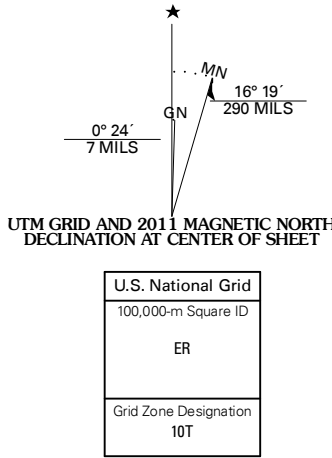 ★
MN
GN
16° 19´
290 MILS
0° 24´
7 MILS
UTM GRID AND 2011 MAGNETIC NORTH
DECLINATION AT CENTER OF SHEET
U.S. National Grid
100,000-m Square ID
ER
Grid Zone Designation
10T